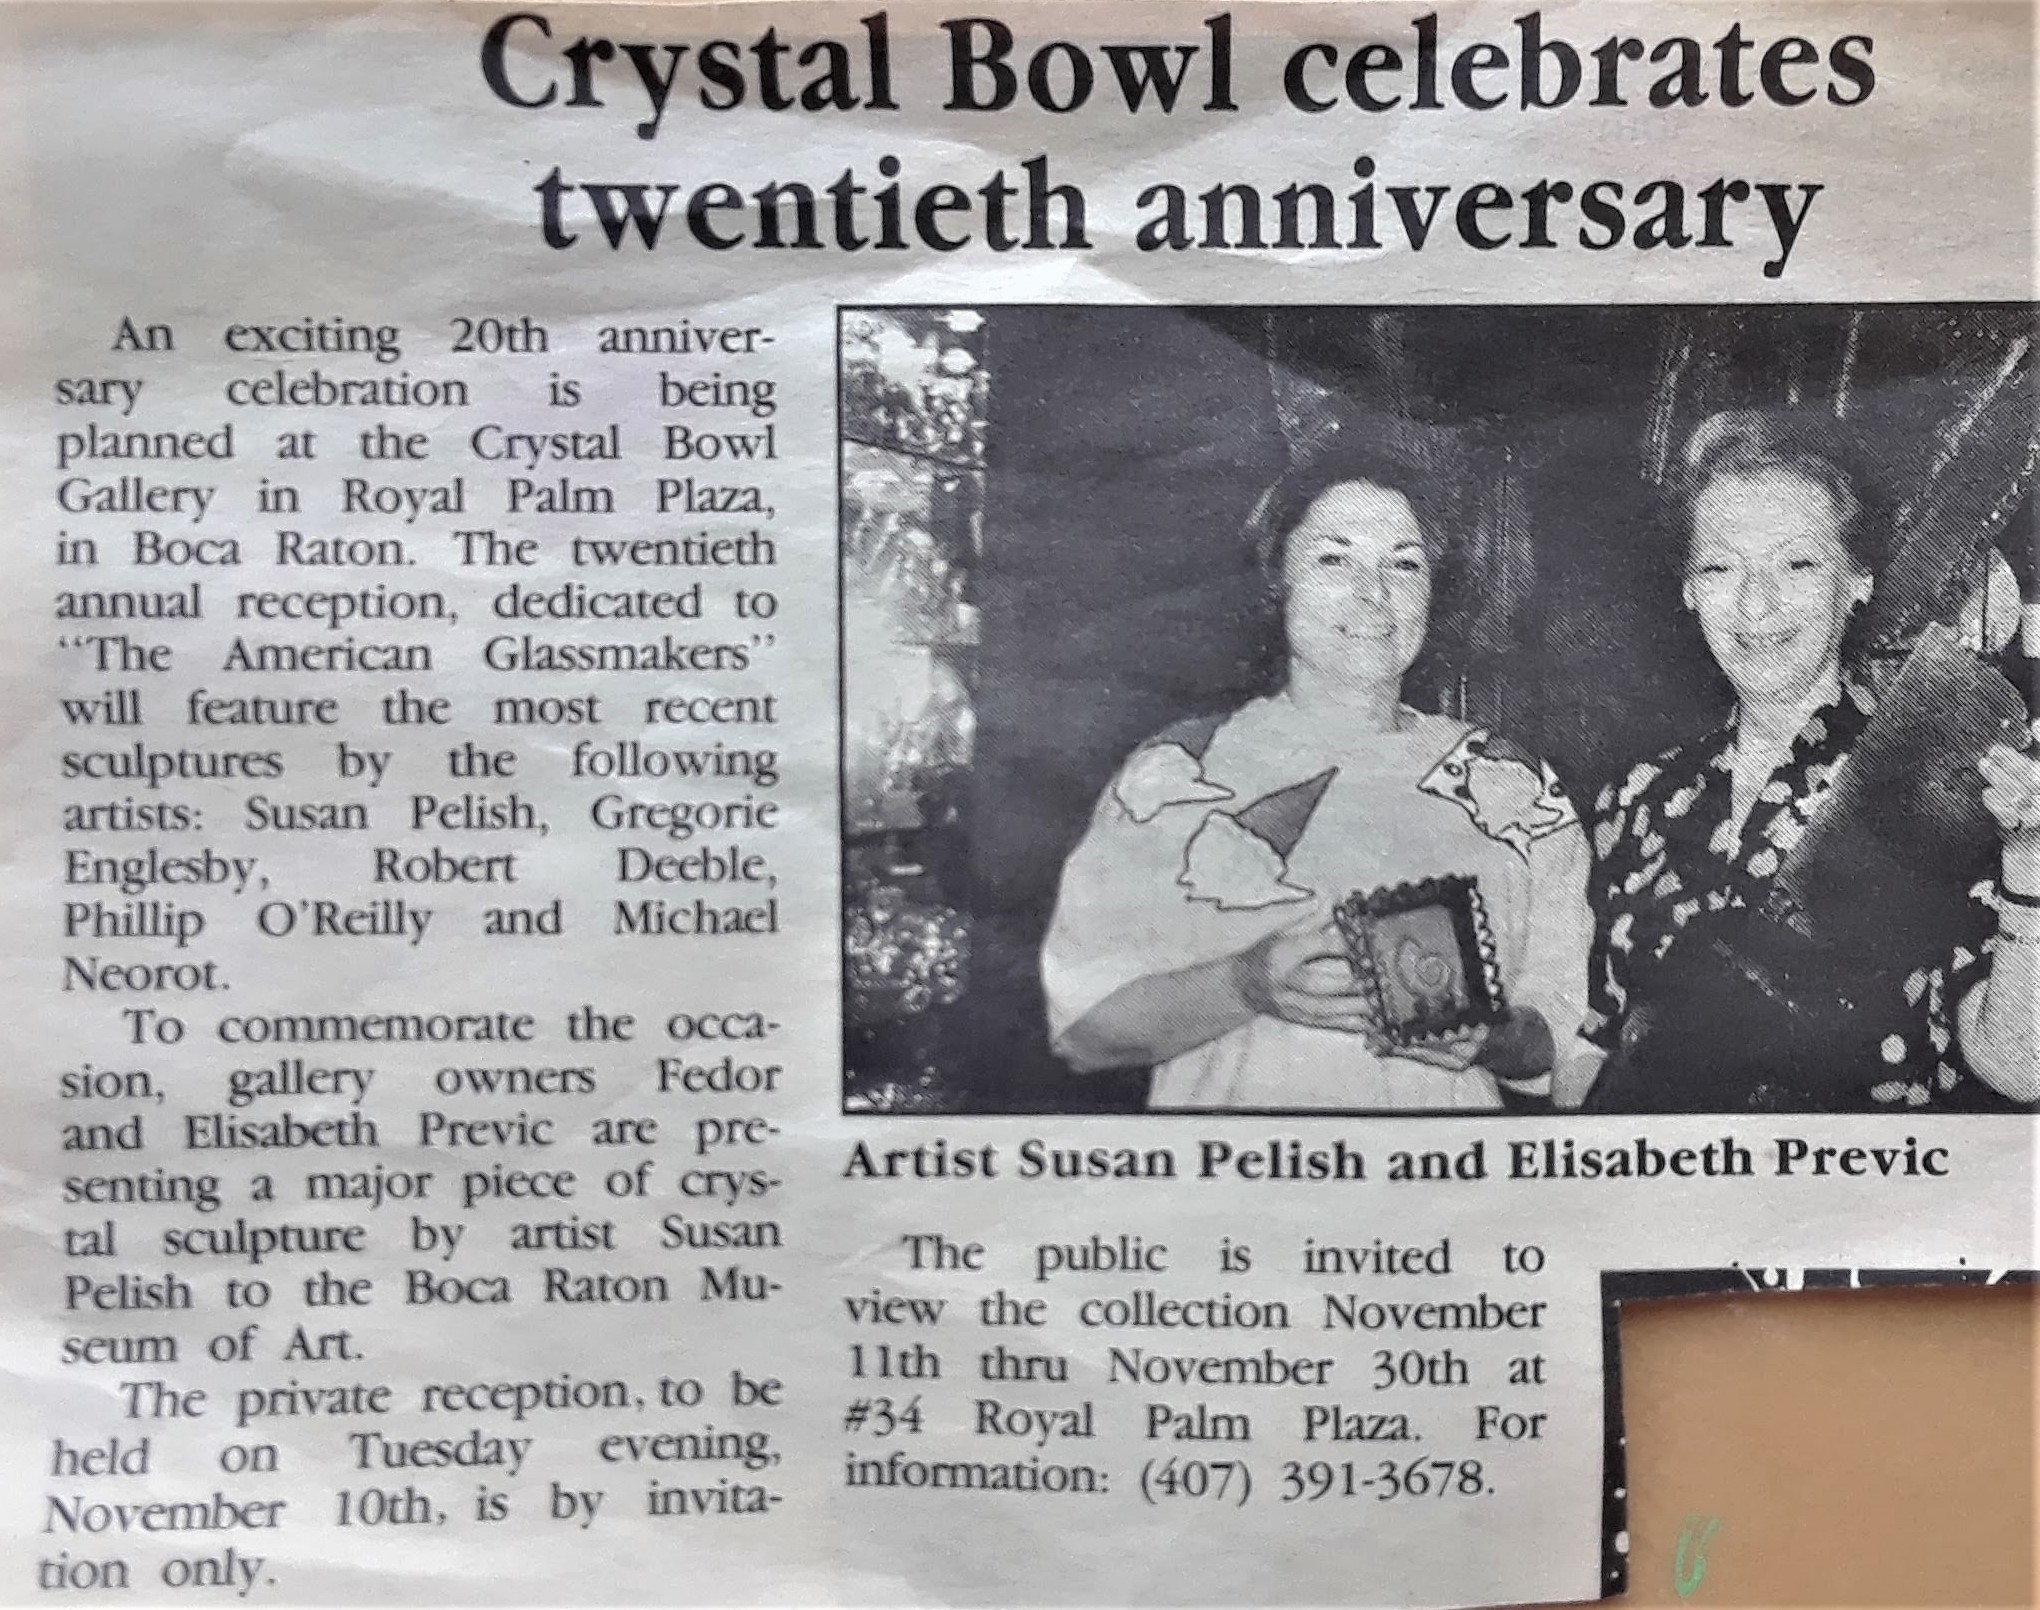 Crystal Bowl celebrates
twentieth anniversary
An exciting 20th anniver-
sary celebration is being
planned at the Crystal Bowl
Gallery in Royal Palm Plaza,
in Boca Raton. The twentieth
annual reception, dedicated to
“The American Glassmakers”
will feature the most recent
sculptures by the following
artists: Susan Pelish, Gregorie
Englesby, Robert Deeble,
Phillip O’Reilly and Michael
Neorot.
To commemorate the occa-
sion, gallery owners Fedor
and Elisabeth Previc are pre-
senting a major piece of crys-
tal sculpture by artist Susan
Pelish to the Boca Raton Mu-
seum of Art.
The private reception, to be
held on Tuesday evening,
November 10th, is by invita-
tion only.
Artist Susan Pelish and Elisabeth Previc
The public is invited to
view the collection November
11th thru November 30th at
#34 Royal Palm Plaza. For
information: (407) 391-3678.